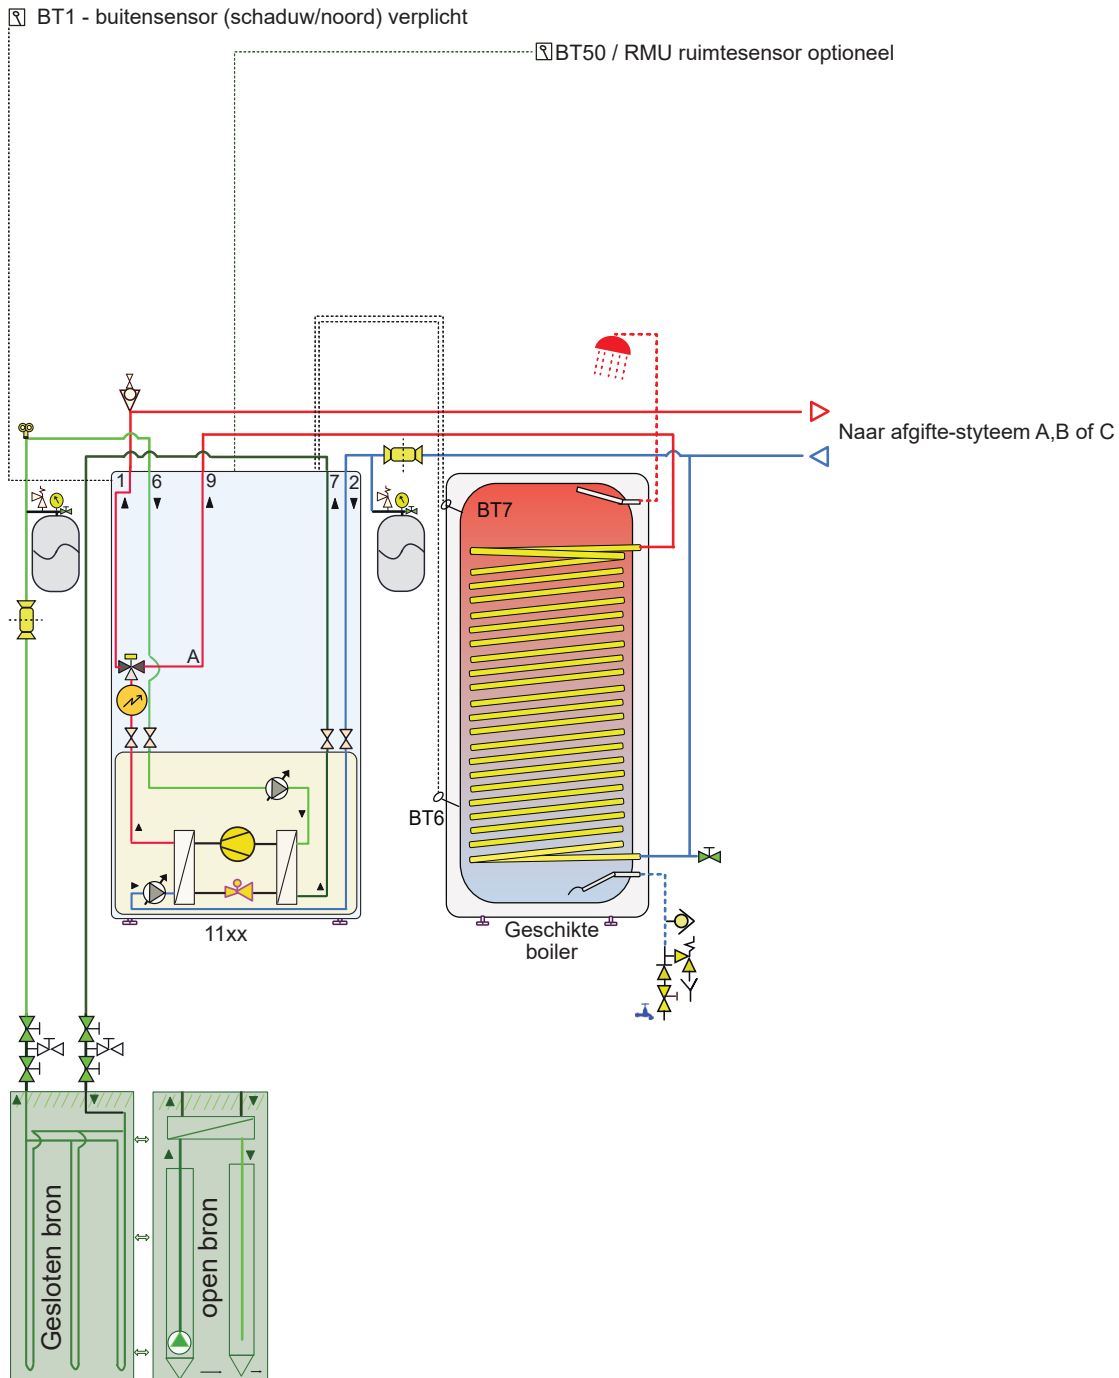 BT1 - buitensensor (schaduw/noord) verplicht
BT50 / RMU ruimtesensor optioneel
Naar afgifte-styteem A,B of C
1 6 9 7 2
BT7
A
BT6
11xx
Geschikte
boiler
Gesloten bron
open bron